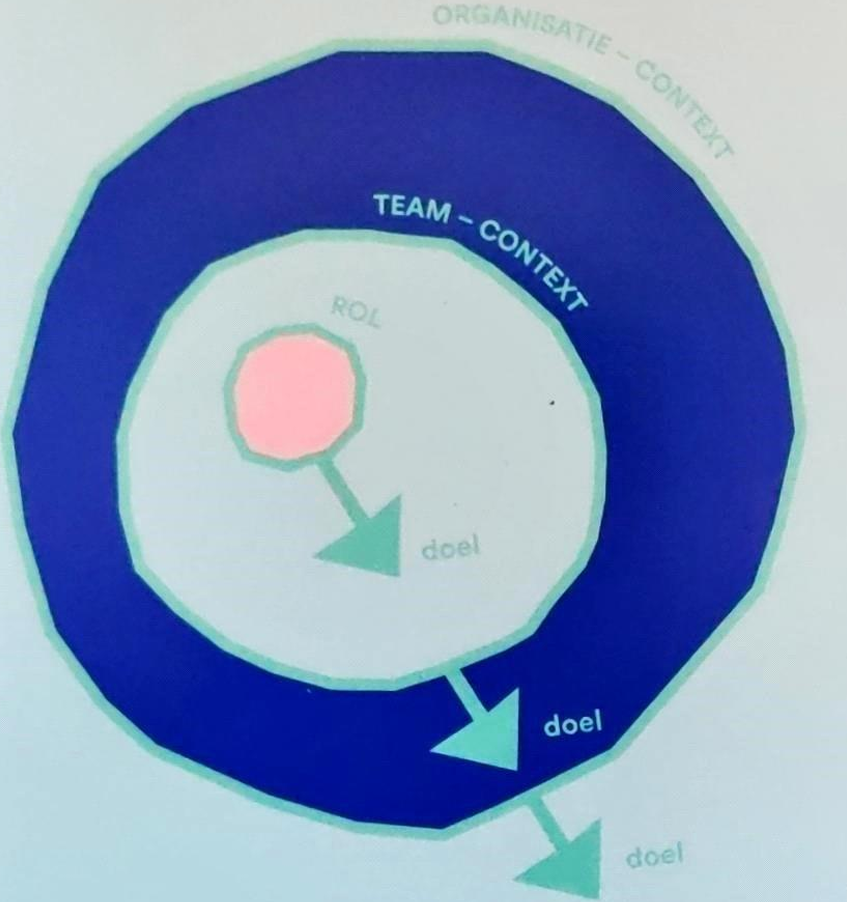 ORGANISATIE – CONTEXT
TEAM – CONTEXT
ROL
doel
doel
doel